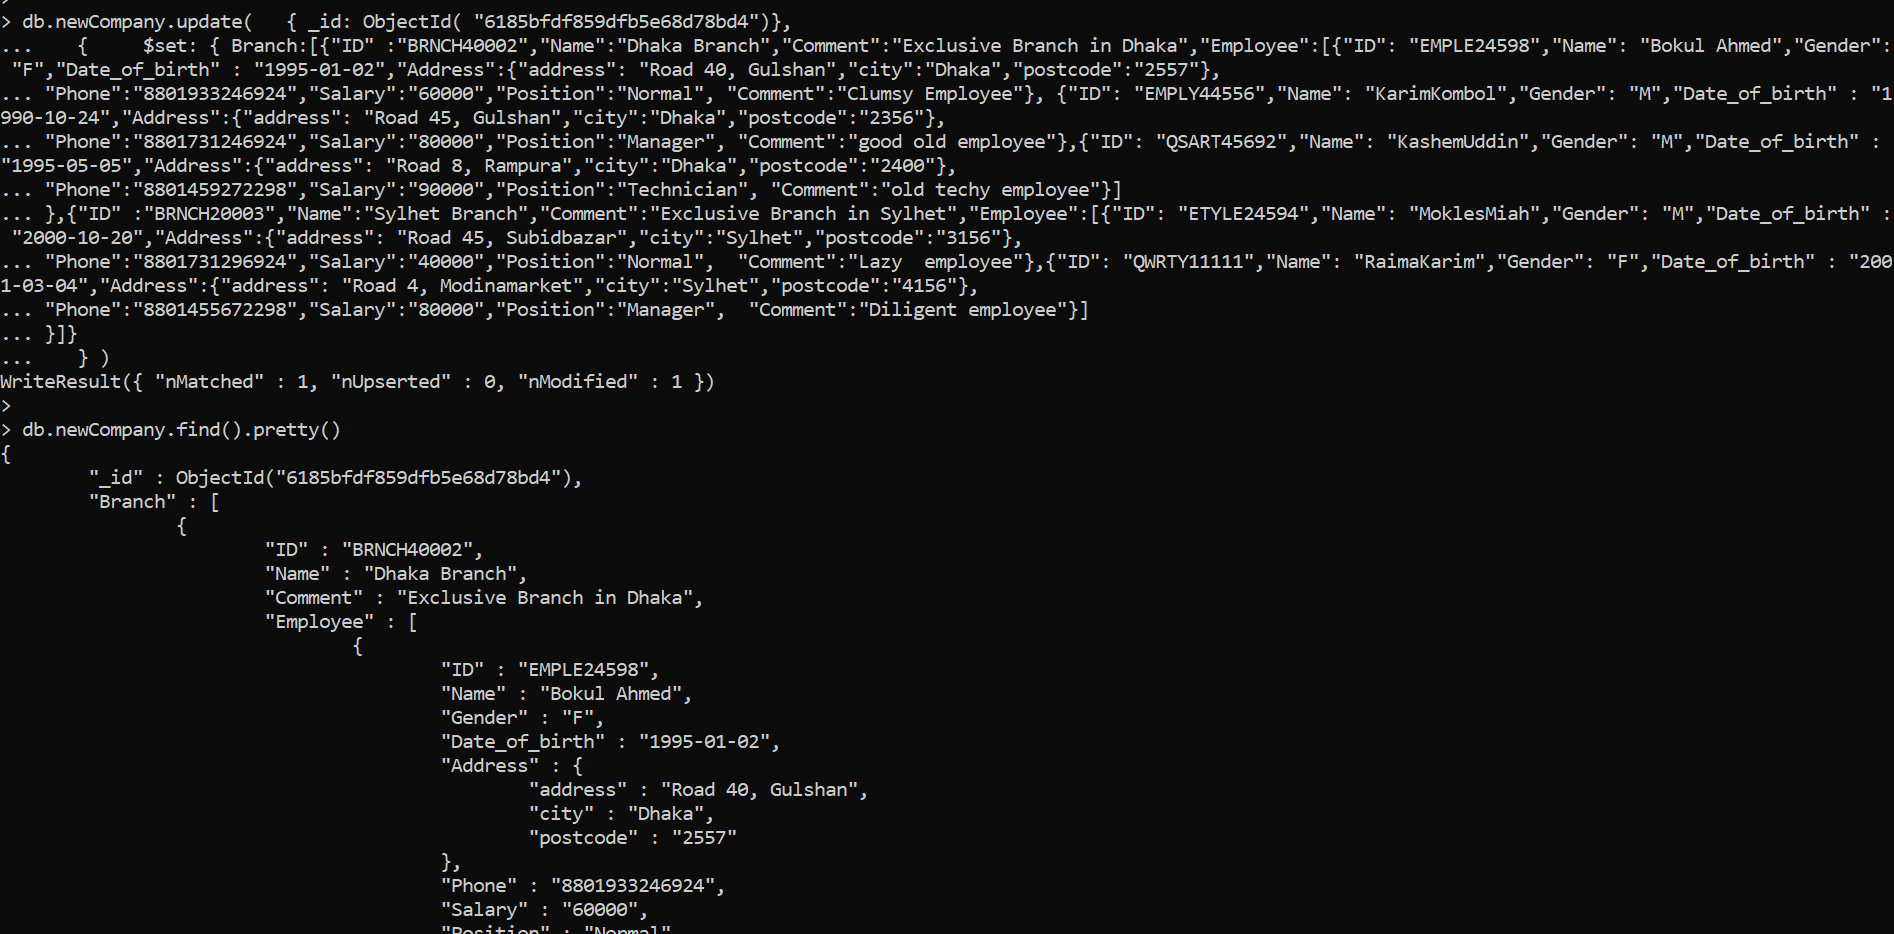 > db.newCompany.update(   { _id: ObjectId( "6185bfdf859dfb5e68d78bd4")},
...    {     $set: { Branch:[{"ID" :"BRNCH40002","Name":"Dhaka Branch","Comment":"Exclusive Branch in Dhaka","Employee":[{"ID": "EMPLE24598","Name": "Bokul Ahmed","Gender":
 "F","Date_of_birth" : "1995-01-02","Address":{"address": "Road 40, Gulshan","city":"Dhaka","postcode":"2557"},
... "Phone":"8801933246924","Salary":"60000","Position":"Normal", "Comment":"Clumsy Employee"}, {"ID": "EMPLY44556","Name": "KarimKombol","Gender": "M","Date_of_birth" : "1
990-10-24","Address":{"address": "Road 45, Gulshan","city":"Dhaka","postcode":"2356"},
... "Phone":"8801731246924","Salary":"80000","Position":"Manager", "Comment":"good old employee"},{"ID": "QSART45692","Name": "KashemUddin","Gender": "M","Date_of_birth" :
"1995-05-05","Address":{"address": "Road 8, Rampura","city":"Dhaka","postcode":"2400"},
... "Phone":"8801459272298","Salary":"90000","Position":"Technician", "Comment":"old techy employee"}]
... },{"ID" :"BRNCH20003","Name":"Sylhet Branch","Comment":"Exclusive Branch in Sylhet","Employee":[{"ID": "ETYLE24594","Name": "MoklesMiah","Gender": "M","Date_of_birth" :
 "2000-10-20","Address":{"address": "Road 45, Subidbazar","city":"Sylhet","postcode":"3156"},
... "Phone":"8801731296924","Salary":"40000","Position":"Normal",  "Comment":"Lazy  employee"},{"ID": "QWRTY11111","Name": "RaimaKarim","Gender": "F","Date_of_birth" : "200
1-03-04","Address":{"address": "Road 4, Modinamarket","city":"Sylhet","postcode":"4156"},
... "Phone":"8801455672298","Salary":"80000","Position":"Manager",  "Comment":"Diligent employee"}]
... }]}
...    } )
WriteResult({ "nMatched" : 1, "nUpserted" : 0, "nModified" : 1 })
>
> db.newCompany.find().pretty()
{
        "_id" : ObjectId("6185bfdf859dfb5e68d78bd4"),
        "Branch" : [
                {
                        "ID" : "BRNCH40002",
                        "Name" : "Dhaka Branch",
                        "Comment" : "Exclusive Branch in Dhaka",
                        "Employee" : [
                                {
                                        "ID" : "EMPLE24598",
                                        "Name" : "Bokul Ahmed",
                                        "Gender" : "F",
                                        "Date_of_birth" : "1995-01-02",
                                        "Address" : {
                                                "address" : "Road 40, Gulshan",
                                                "city" : "Dhaka",
                                                "postcode" : "2557"
                                        },
                                        "Phone" : "8801933246924",
                                        "Salary" : "60000",
                                        "Position" : "Normal"